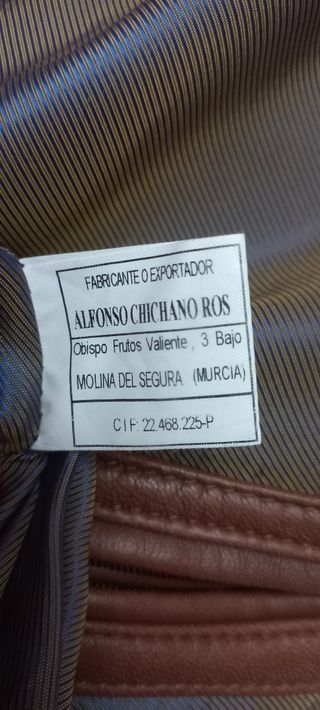 FABRICANTE O EXPORTADOR
ALFONSO CHICHANO ROS
Obispo Frutos Valiente, 3 Bajo
MOLINA DEL SEGURA (MURCIA)
CIF: 22.468.225-P